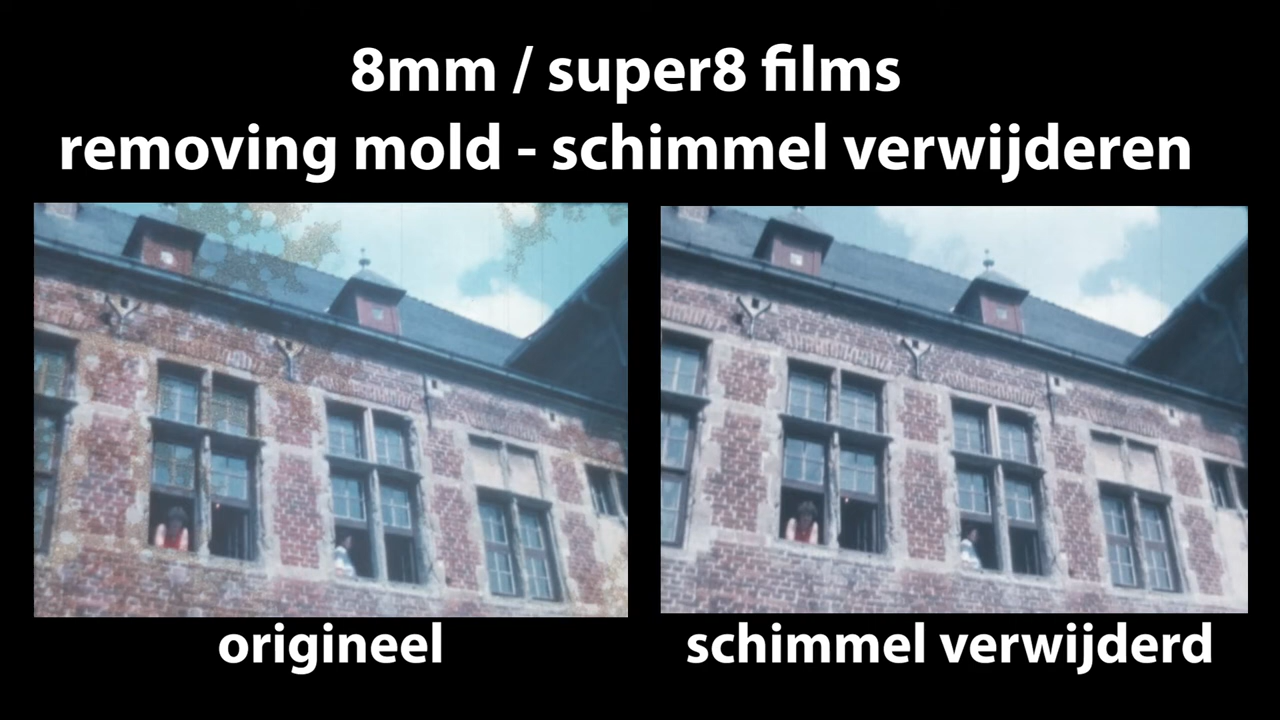 8mm / super8 films
removing mold - schimmel verwijderen
origineel
schimmel verwijderd